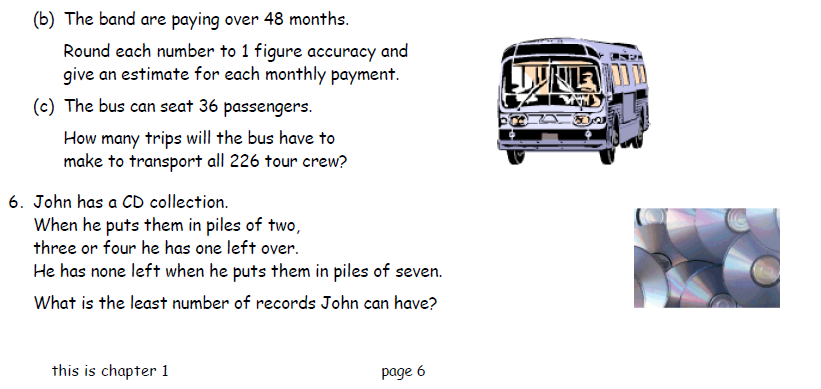 (b) The band are paying over 48 months.
Round each number to 1 figure accuracy and
give an estimate for each monthly payment.
(c) The bus can seat 36 passengers.
How many trips will the bus have to
make to transport all 226 tour crew?
6. John has a CD collection.
When he puts them in piles of two,
three or four he has one left over.
He has none left when he puts them in piles of seven.
What is the least number of records John can have?
this is chapter 1 page 6